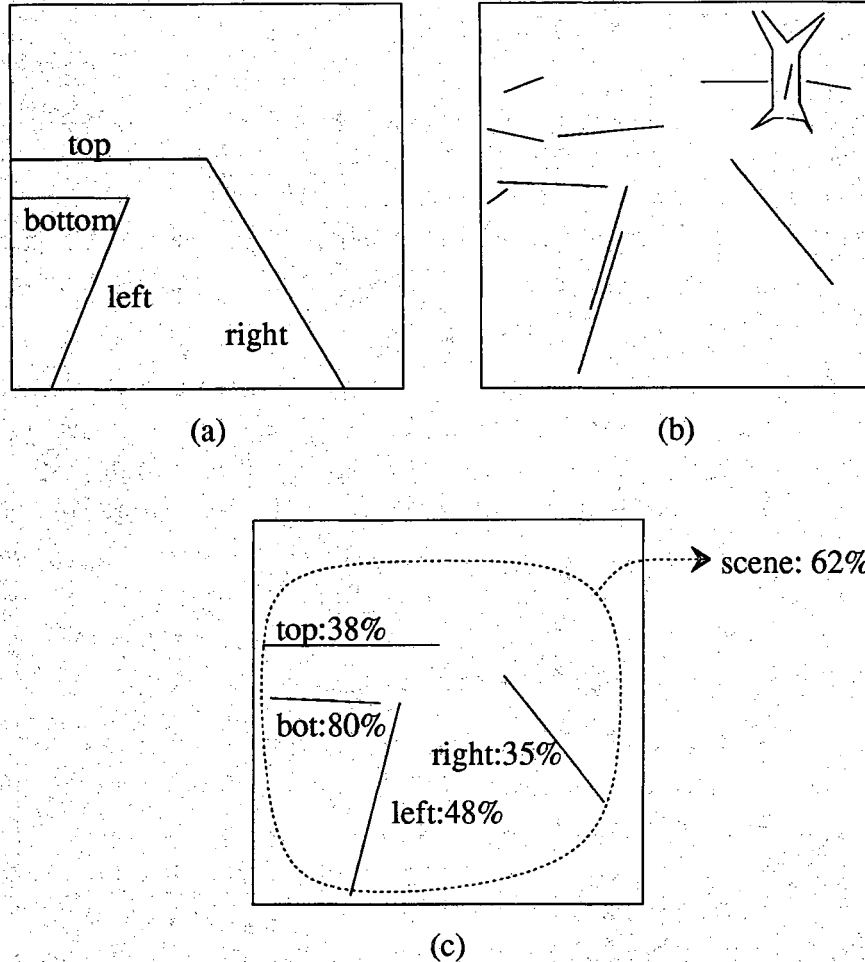 top
bottom
left
right
(a)
(b)
scene: 62%
top:38%
bot:80%
right:35%
left:48%
(c)